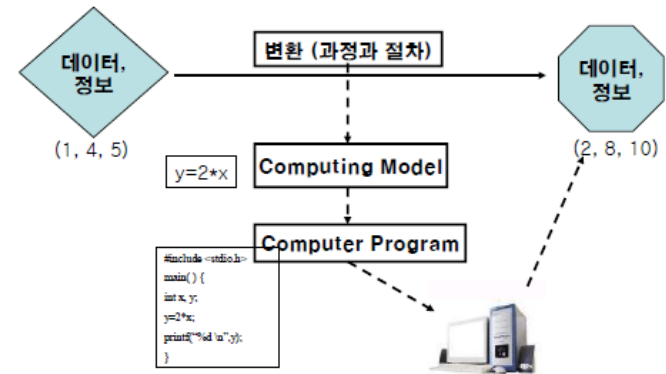 데이터,
정보
(1, 4, 5)
변환 (과정과 절차)
데이터,
정보
(2, 8, 10)
y=2*x
Computing Model
Computer Program
#include <stdio.h>
main( ) {
int x, y;
y=2*x;
printf("%d \n",y);
}